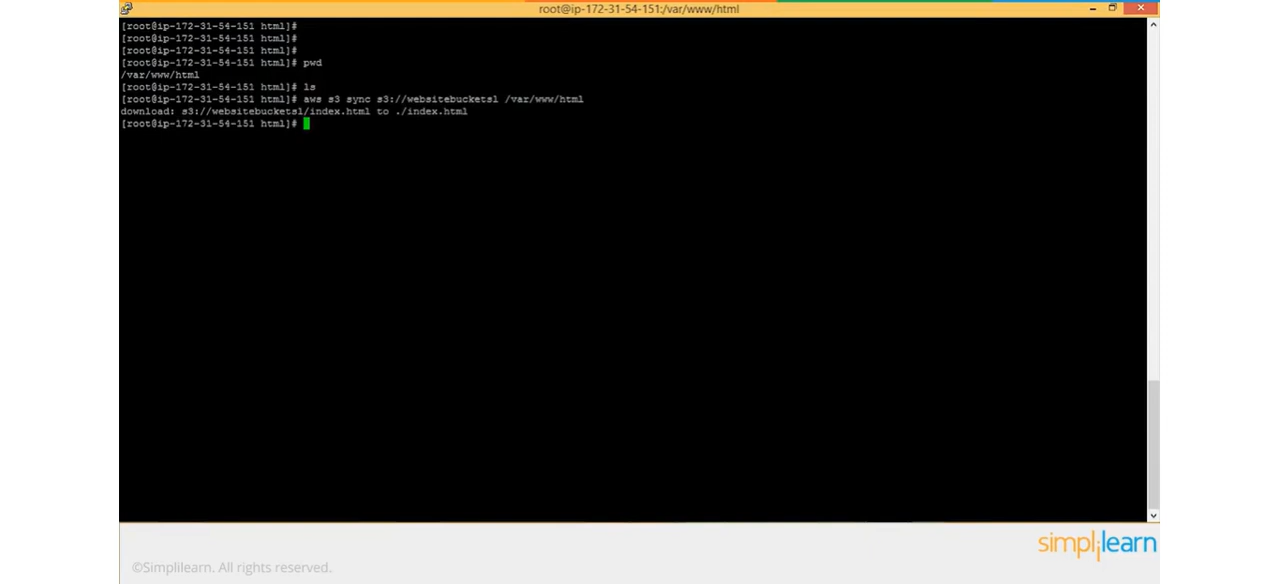 root@ip-172-31-54-151:/var/www/html
[root@ip-172-31-54-151 html]#
[root@ip-172-31-54-151 html]#
[root@ip-172-31-54-151 html]#
[root@ip-172-31-54-151 html]# pwd
/var/www/html
[root@ip-172-31-54-151 html]# ls
[root@ip-172-31-54-151 html]# aws s3 sync s3://websitebucketsl /var/www/html
download: s3://websitebucketsl/index.html to ./index.html
[root@ip-172-31-54-151 html]#
simplilearn
©Simplilearn. All rights reserved.